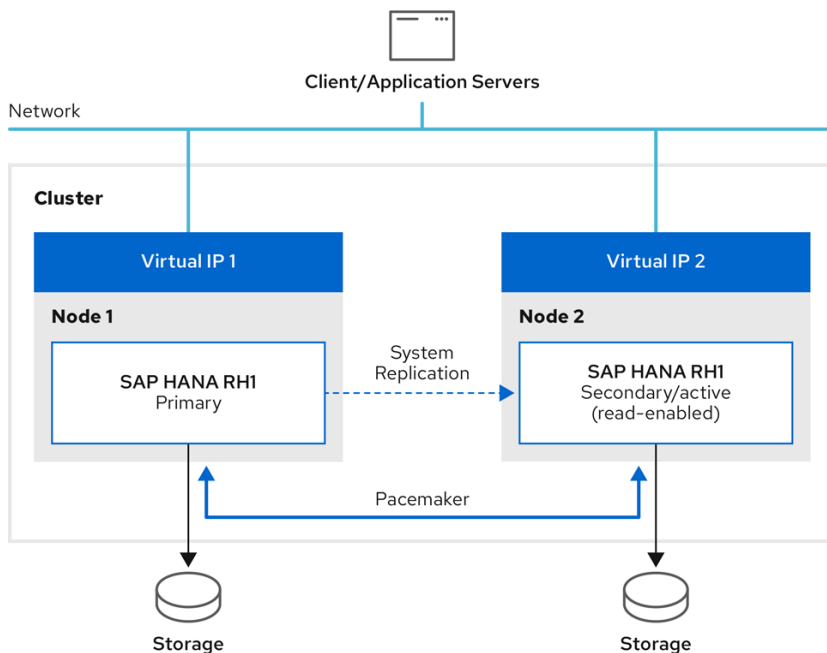 Client/Application Servers
Network
Cluster
Virtual IP 1
Virtual IP 2
Node 1
Node 2
SAP HANA RH1
Primary
System
Replication
SAP HANA RH1
Secondary/active
(read-enabled)
Pacemaker
Storage
Storage